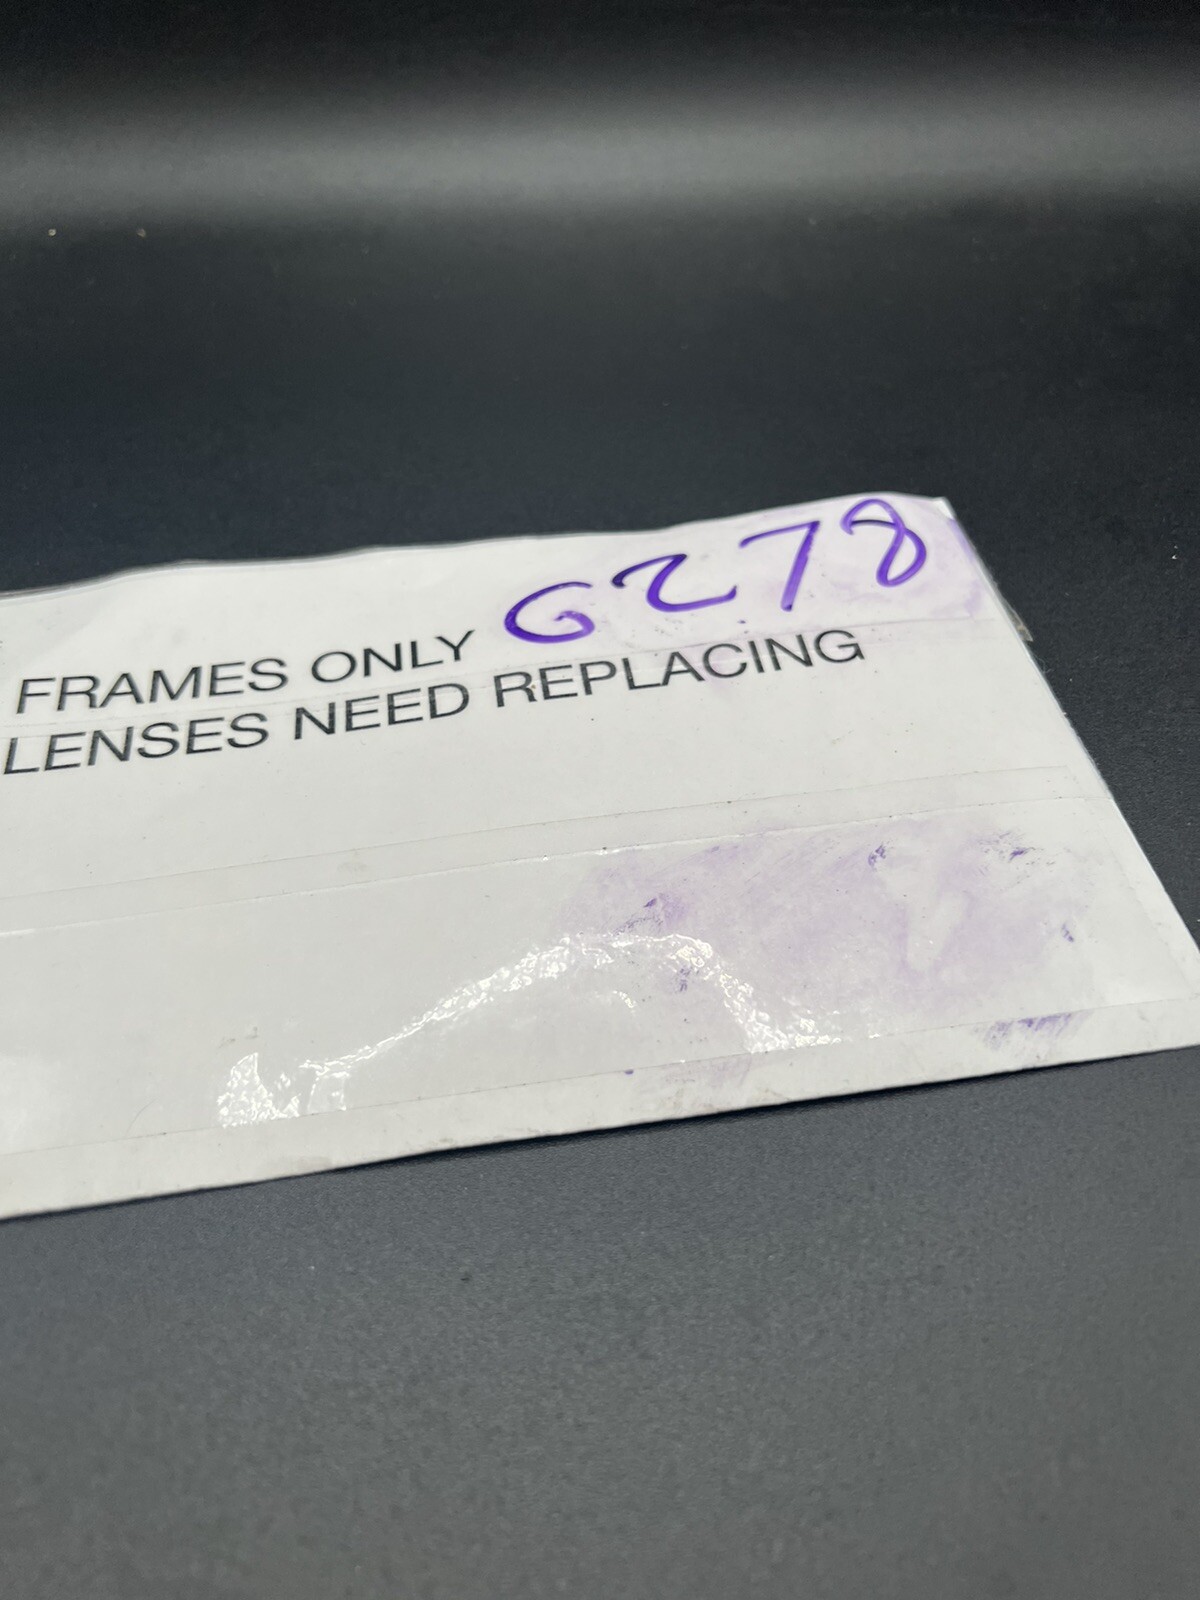 G278
FRAMES ONLY
LENSES NEED REPLACING